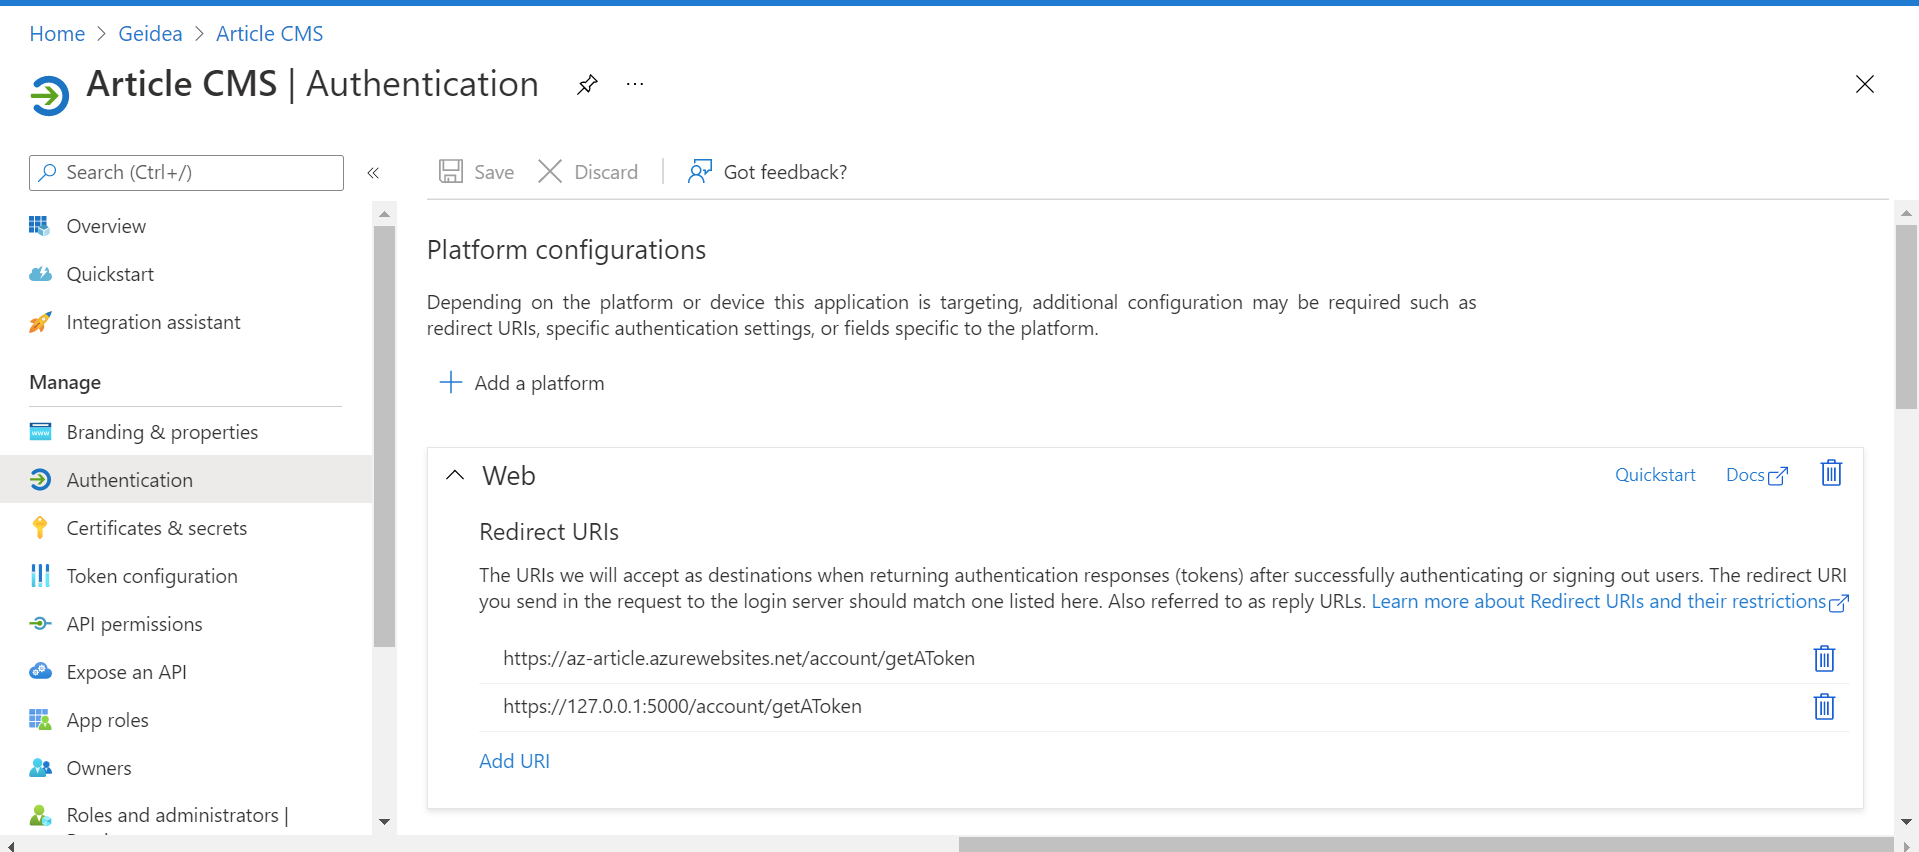 Home > Geidea > Article CMS
Article CMS | Authentication
Search (Ctrl+/)
Overview
Quickstart
Integration assistant
Manage
Branding & properties
Authentication
Certificates & secrets
Token configuration
API permissions
Expose an API
App roles
Owners
Roles and administrators |
Save Discard Got feedback?
Platform configurations
Depending on the platform or device this application is targeting, additional configuration may be required such as
redirect URIs, specific authentication settings, or fields specific to the platform.
Add a platform
Web
Quickstart Docs
Redirect URIs
The URIs we will accept as destinations when returning authentication responses (tokens) after successfully authenticating or signing out users. The redirect URI
you send in the request to the login server should match one listed here. Also referred to as reply URLs. Learn more about Redirect URIs and their restrictions
https://az-article.azurewebsites.net/account/getAToken
https://127.0.0.1:5000/account/getAToken
Add URI